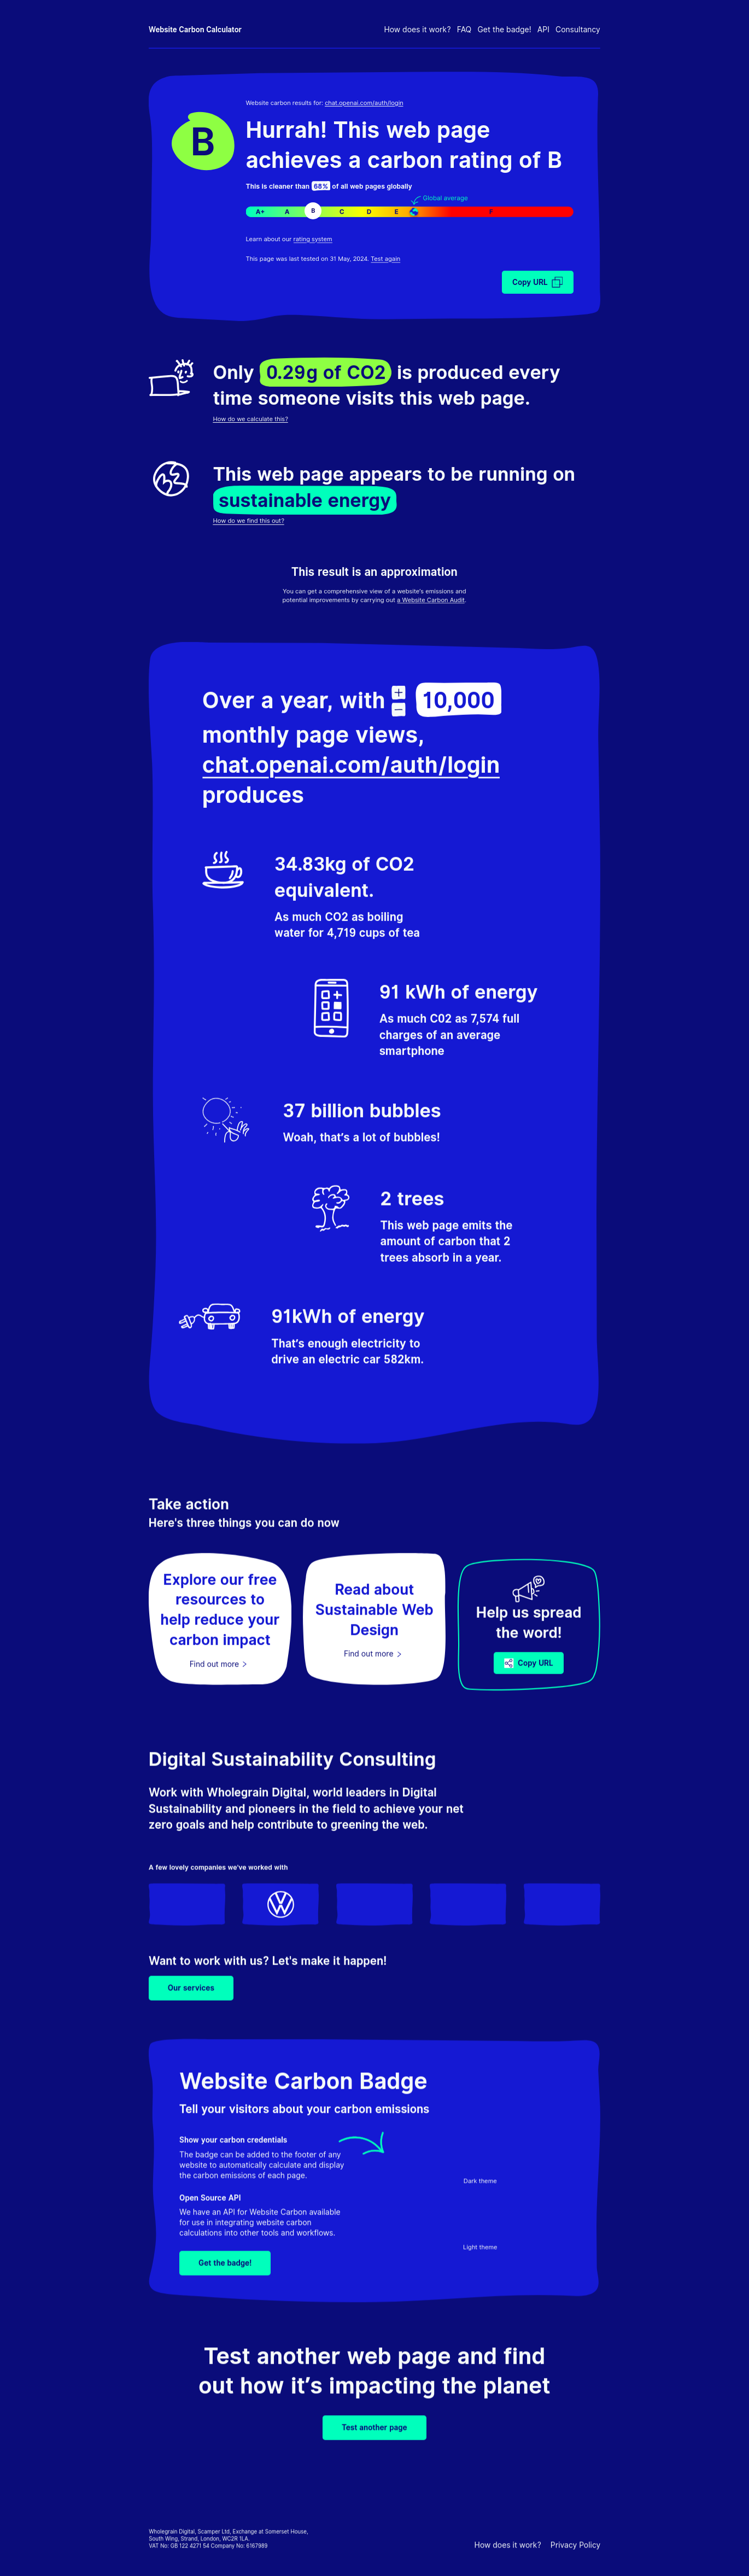 Website Carbon Calculator
How does it work? FAQ Get the badge! API Consultancy
Website carbon results for: chat.openai.com/auth/login
B
Hurrah! This web page
achieves a carbon rating of B
This is cleaner than 68% of all web pages globally
Global average
A+ A B C D E F
Learn about our rating system
This page was last tested on 31 May, 2024. Test again
Copy URL
Only 0.29g of CO2 is produced every
time someone visits this web page.
How do we calculate this?
This web page appears to be running on
sustainable energy
How do we find this out?
This result is an approximation
You can get a comprehensive view of a website's emissions and
potential improvements by carrying out a Website Carbon Audit.
Over a year, with + - 10,000
monthly page views,
chat.openai.com/auth/login
produces
34.83kg of CO2
equivalent.
As much CO2 as boiling
water for 4,719 cups of tea
91 kWh of energy
As much C02 as 7,574 full
charges of an average
smartphone
37 billion bubbles
Woah, that’s a lot of bubbles!
2 trees
This web page emits the
amount of carbon that 2
trees absorb in a year.
91kWh of energy
That’s enough electricity to
drive an electric car 582km.
Take action
Here's three things you can do now
Explore our free
resources to
help reduce your
carbon impact
Find out more
Read about
Sustainable Web
Design
Find out more
Help us spread
the word!
Copy URL
Digital Sustainability Consulting
Work with Wholegrain Digital, world leaders in Digital
Sustainability and pioneers in the field to achieve your net
zero goals and help contribute to greening the web.
A few lovely companies we've worked with
Want to work with us? Let's make it happen!
Our services
Website Carbon Badge
Tell your visitors about your carbon emissions
Show your carbon credentials
The badge can be added to the footer of any
website to automatically calculate and display
the carbon emissions of each page.
Dark theme
Open Source API
We have an API for Website Carbon available
for use in integrating website carbon
calculations into other tools and workflows.
Light theme
Get the badge!
Test another web page and find
out how it’s impacting the planet
Test another page
Wholegrain Digital, Scamper Ltd, Exchange at Somerset House,
South Wing, Strand, London, WC2R 1LA.
VAT No: GB 122 4271 54 Company No: 6167989
How does it work? Privacy Policy